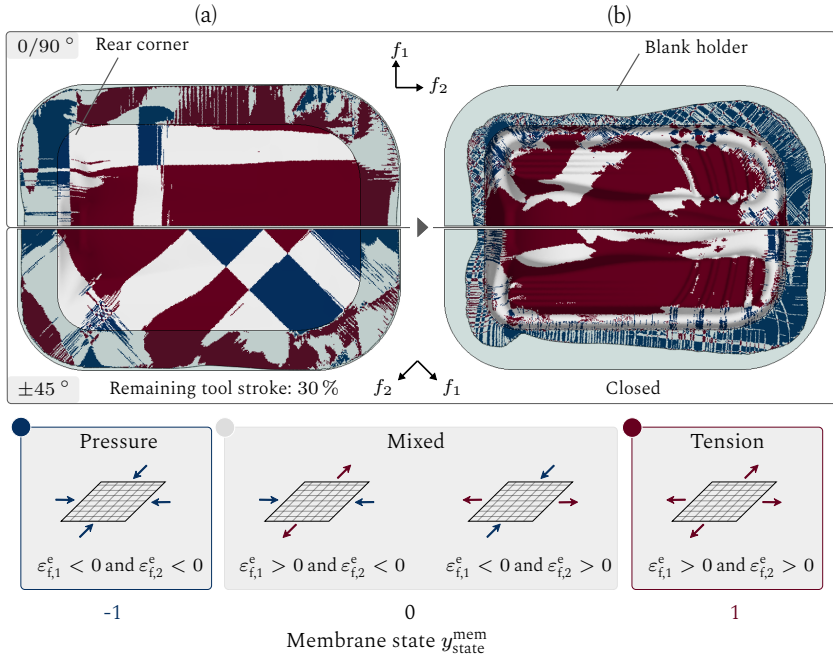 (a)
(b)
0/90 °
Rear corner
f₁
f₂
Blank holder
±45 °
Remaining tool stroke: 30 %
f₂
f₁
Closed
Pressure
Mixed
Tension
εᵉf,1 < 0 and εᵉf,2 < 0
εᵉf,1 > 0 and εᵉf,2 < 0
εᵉf,1 < 0 and εᵉf,2 > 0
εᵉf,1 > 0 and εᵉf,2 > 0
-1
0
1
Membrane state y^mem_state